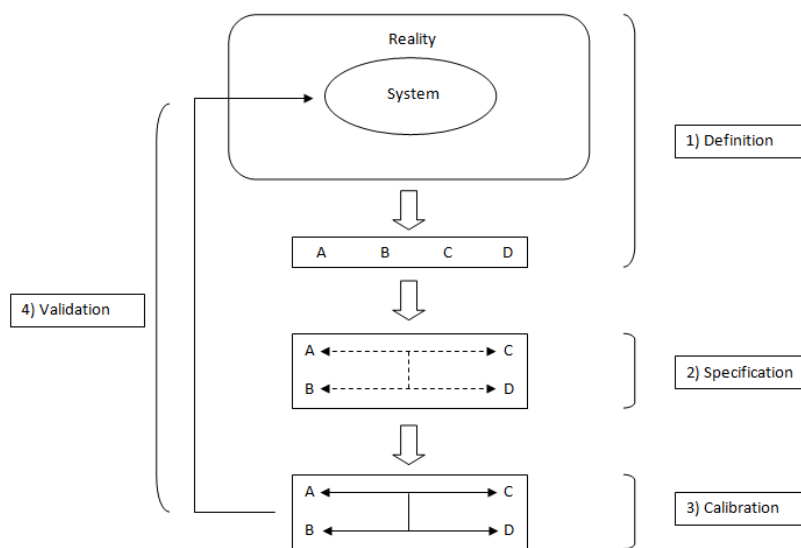 Reality
System
1) Definition
A B C D
4) Validation
A C
B D
2) Specification
A C
B D
3) Calibration